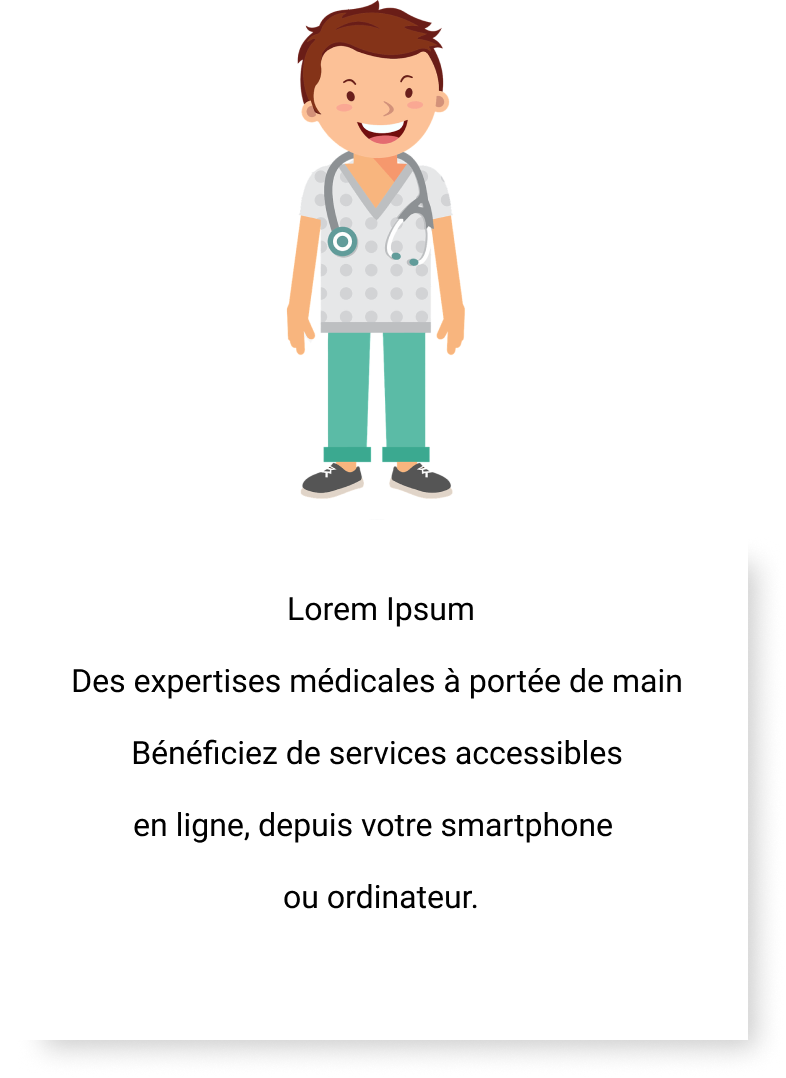 Lorem Ipsum
Des expertises médicales à portée de main
Bénéficiez de services accessibles
en ligne, depuis votre smartphone
ou ordinateur.